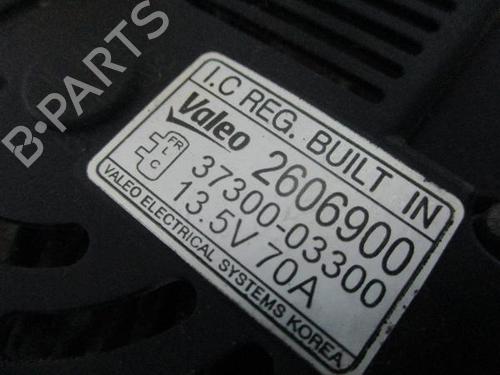 B·PARTS
I.C REG. BUILT IN
Valeo 2606900
FR
L
C
37300-03300
13.5V 70A
VALEO ELECTRICAL SYSTEMS KOREA